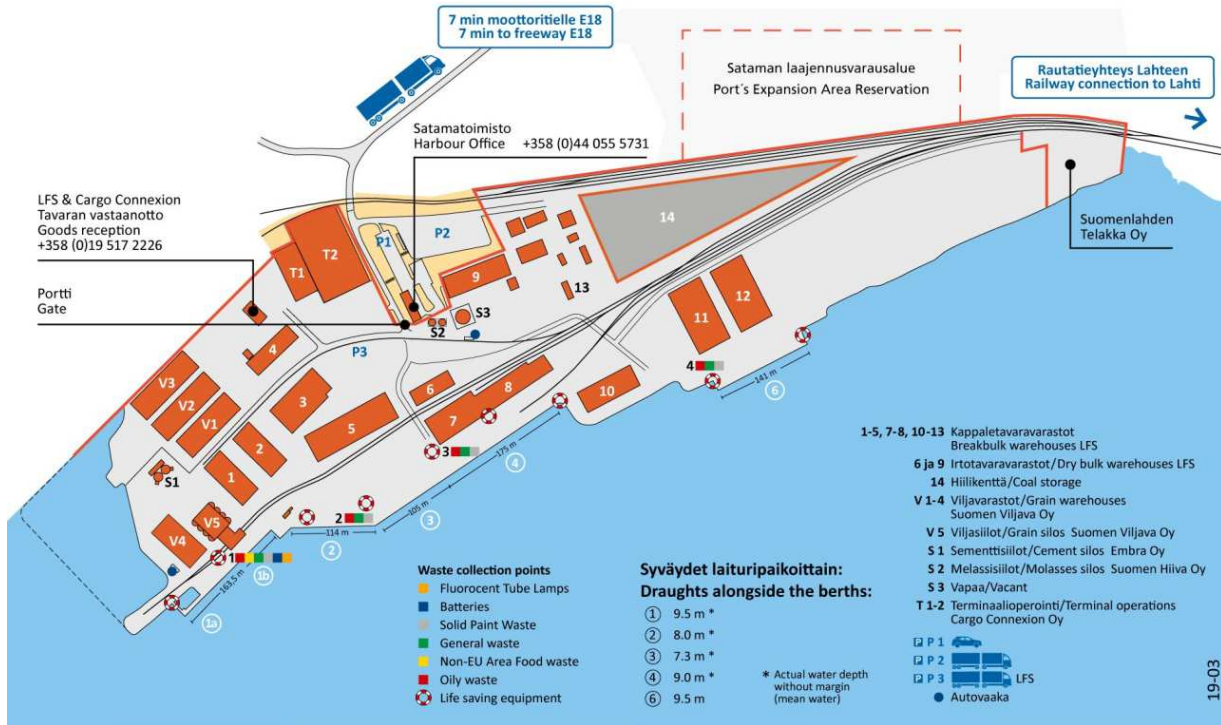 7 min moottoritielle E18
7 min to freeway E18
Sataman laajennusvarausalue
Port´s Expansion Area Reservation
Rautatieyhteys Lahteen
Railway connection to Lahti
Satamatoimisto
Harbour Office +358 (0)44 055 5731
LFS & Cargo Connexion
Tavaran vastaanotto
Goods reception
+358 (0)19 517 2226
Portti
Gate
Suomenlahden
Telakka Oy
T1
T2
P1
P2
14
9
13
S3
S2
11
12
4
P3
V3
V2
V1
3
6
8
7
10
5
2
1
S1
V5
V4
4
141 m
6
3
175 m
4
105 m
3
2
114 m
2
1
1b
163,5 m
1a
Waste collection points
Fluorocent Tube Lamps
Batteries
Solid Paint Waste
General waste
Non-EU Area Food waste
Oily waste
Life saving equipment
Syväydet laituripaikoittain:
Draughts alongside the berths:
1 9.5 m *
2 8.0 m *
3 7.3 m *
4 9.0 m *
6 9.5 m
* Actual water depth
without margin
(mean water)
1-5, 7-8, 10-13 Kappaletavaravarastot
Breakbulk warehouses LFS
6 ja 9 Irtotavaravarastot/Dry bulk warehouses LFS
14 Hiilikenttä/Coal storage
V 1-4 Viljavarastot/Grain warehouses
Suomen Viljava Oy
V 5 Viljasiilot/Grain silos Suomen Viljava Oy
S 1 Sementtisiilot/Cement silos Embra Oy
S 2 Melassisiilot/Molasses silos Suomen Hiiva Oy
S 3 Vapaa/Vacant
T 1-2 Terminaalioperointi/Terminal operations
Cargo Connexion Oy
P P 1
P P 2
P P 3 LFS
Autovaaka
19-03